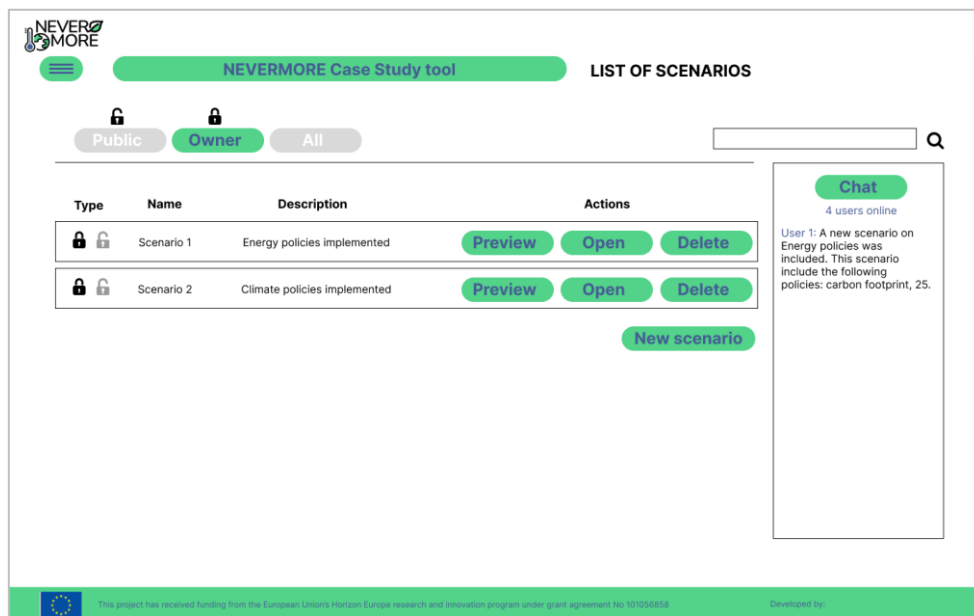 NEVER
MORE
NEVERMORE Case Study tool
LIST OF SCENARIOS
Public Owner All
Type Name Description Actions
Scenario 1 Energy policies implemented Preview Open Delete
Scenario 2 Climate policies implemented Preview Open Delete
New scenario
Chat
4 users online
User 1: A new scenario on
Energy policies was
included. This scenario
include the following
policies: carbon footprint, 25.
This project has received funding from the European Union's Horizon Europe research and innovation program under grant agreement No 101056858
Developed by: